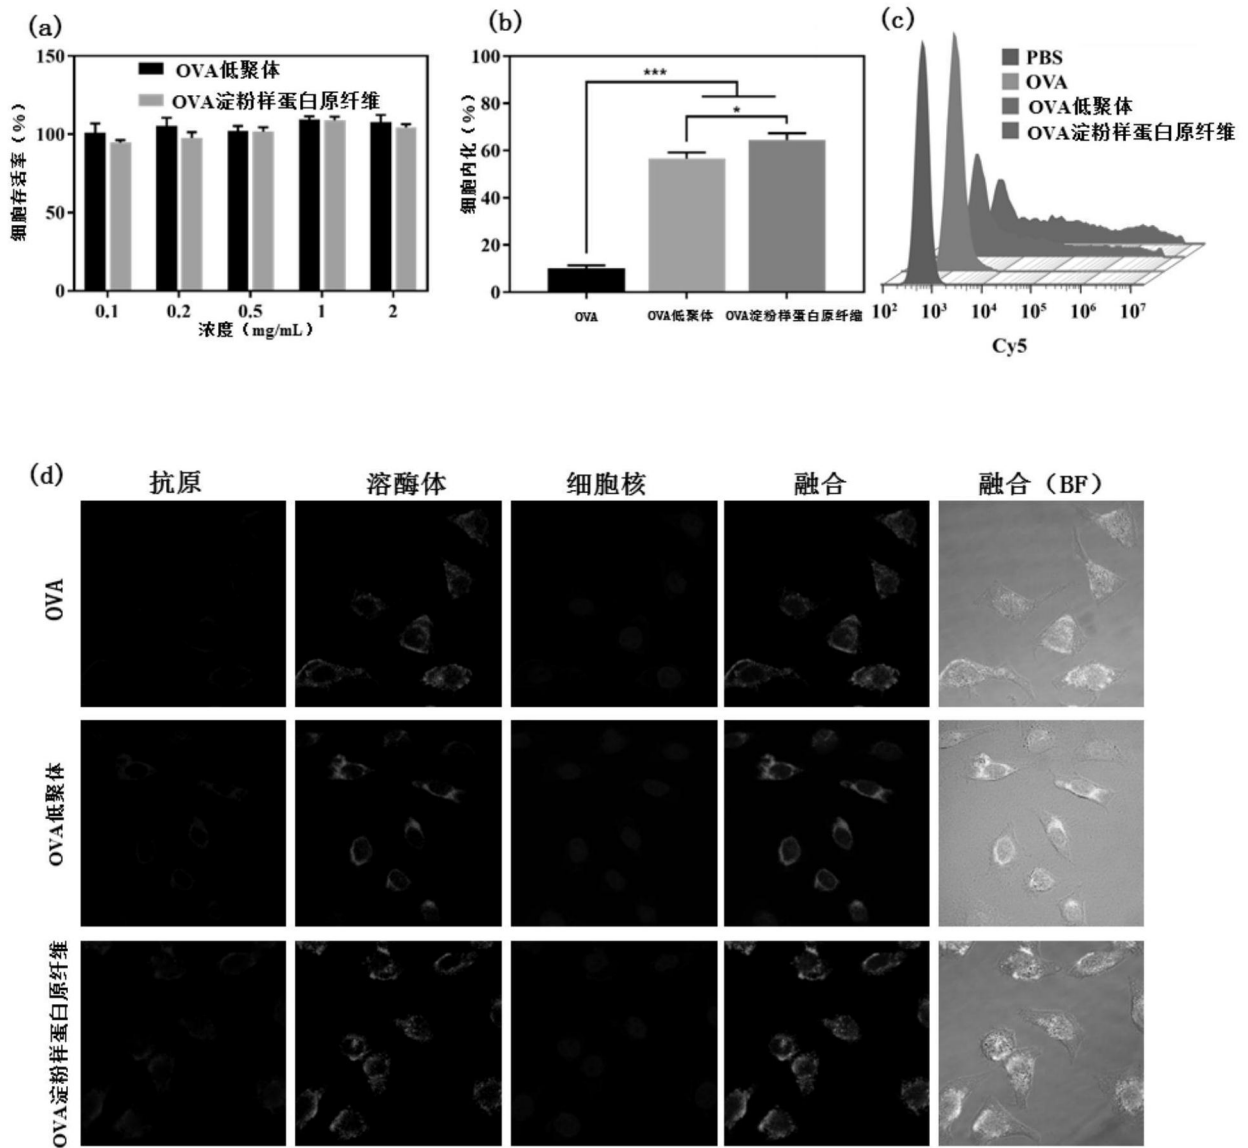 (a)
150
100
50
0
细胞存活率（%）
OVA低聚体
OVA淀粉样蛋白原纤维
0.1 0.2 0.5 1 2
浓度（mg/mL）
(b)
100
80
60
40
20
0
细胞内化（%）
***
*
OVA OVA低聚体 OVA淀粉样蛋白原纤维
(c)
PBS
OVA
OVA低聚体
OVA淀粉样蛋白原纤维
10² 10³ 10⁴ 10⁵ 10⁶ 10⁷
Cy5
(d)
抗原 溶酶体 细胞核 融合 融合（BF）
OVA
OVA低聚体
OVA淀粉样蛋白原纤维